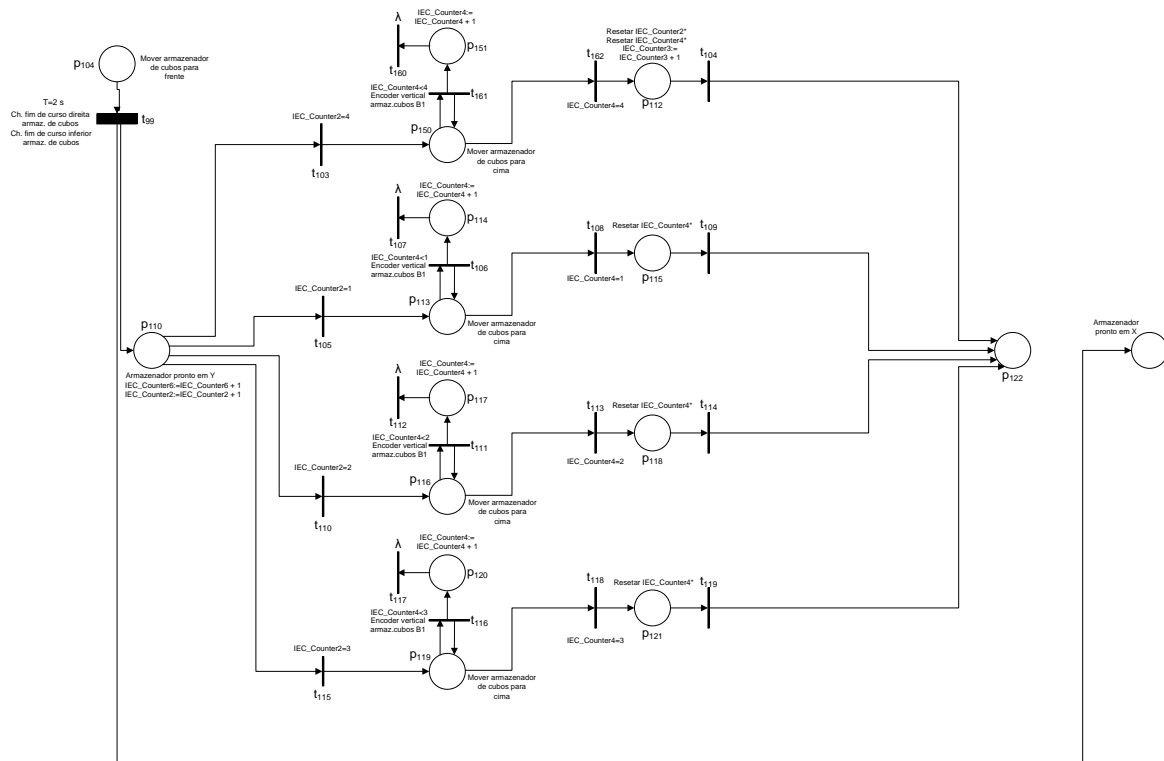 λ
IEC_Counter4:=
IEC_Counter4 + 1
p151
t160
IEC_Counter4<4
Encoder vertical
armaz.cubos B1
t161
p150
Mover armazenador
de cubos para
cima
p104
Mover armazenador
de cubos para
frente
T=2 s
Ch. fim de curso direita
armaz. de cubos
Ch. fim de curso inferior
armaz. de cubos
t99
IEC_Counter2=4
t103
t162
IEC_Counter4=4
Resetar IEC_Counter2*
Resetar IEC_Counter4*
IEC_Counter3:=
IEC_Counter3 + 1
p112
t104
λ
IEC_Counter4:=
IEC_Counter4 + 1
p114
t107
IEC_Counter4<1
Encoder vertical
armaz.cubos B1
t106
p113
Mover armazenador
de cubos para
cima
IEC_Counter2=1
t105
t108
IEC_Counter4=1
Resetar IEC_Counter4*
p115
t109
p110
Armazenador pronto em Y
IEC_Counter6:=IEC_Counter6 + 1
IEC_Counter2:=IEC_Counter2 + 1
p122
Armazenador
pronto em X
λ
IEC_Counter4:=
IEC_Counter4 + 1
p117
t112
IEC_Counter4<2
Encoder vertical
armaz.cubos B1
t111
p116
Mover armazenador
de cubos para
cima
IEC_Counter2=2
t110
t113
IEC_Counter4=2
Resetar IEC_Counter4*
p118
t114
λ
IEC_Counter4:=
IEC_Counter4 + 1
p120
t117
IEC_Counter4<3
Encoder vertical
armaz.cubos B1
t116
p119
Mover armazenador
de cubos para
cima
IEC_Counter2=3
t115
t118
IEC_Counter4=3
Resetar IEC_Counter4*
p121
t119